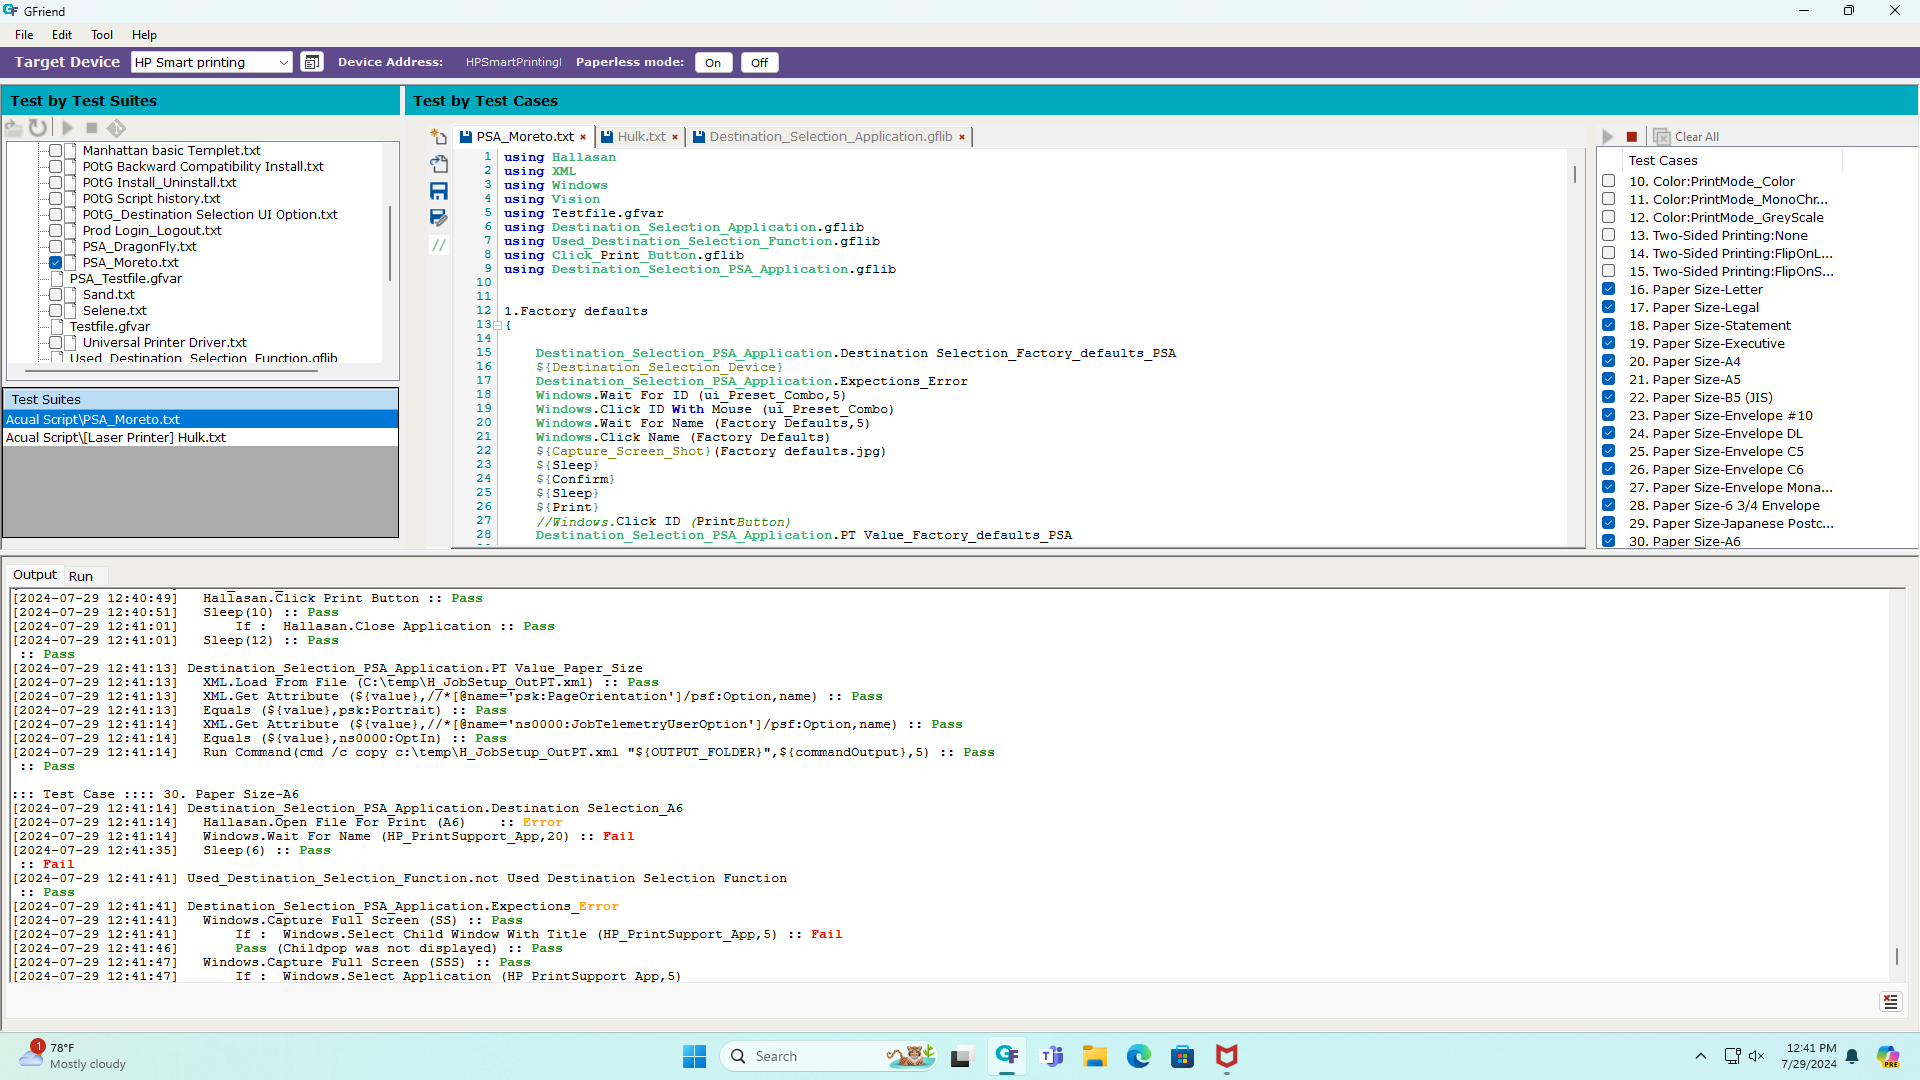 GFriend
File Edit Tool Help
Target Device HP Smart printing Device Address: HPSmartPrintingI Paperless mode: On Off
Test by Test Suites
Manhattan basic Templet.txt
POtG Backward Compatibility Install.txt
POtG Install_Uninstall.txt
POtG Script history.txt
POtG_Destination Selection UI Option.txt
Prod Login_Logout.txt
PSA_DragonFly.txt
PSA_Moreto.txt
PSA_Testfile.gfvar
Sand.txt
Selene.txt
Testfile.gfvar
Universal Printer Driver.txt
Used_Destination_Selection_Function.gflib
Test Suites
Acual Script\PSA_Moreto.txt
Acual Script\[Laser Printer] Hulk.txt
Test by Test Cases
PSA_Moreto.txt × Hulk.txt × Destination_Selection_Application.gflib ×
1 using Hallasan
2 using XML
3 using Windows
4 using Vision
5 using Testfile.gfvar
6 using Destination_Selection_Application.gflib
7 using Used_Destination_Selection_Function.gflib
8 using Click_Print_Button.gflib
9 using Destination_Selection_PSA_Application.gflib
10
11
12 1.Factory defaults
13 {
14
15 Destination_Selection_PSA_Application.Destination Selection_Factory_defaults_PSA
16 ${Destination_Selection_Device}
17 Destination_Selection_PSA_Application.Expections_Error
18 Windows.Wait For ID (ui_Preset_Combo,5)
19 Windows.Click ID With Mouse (ui_Preset_Combo)
20 Windows.Wait For Name (Factory Defaults,5)
21 Windows.Click Name (Factory Defaults)
22 ${Capture_Screen_Shot}(Factory defaults.jpg)
23 ${Sleep}
24 ${Confirm}
25 ${Sleep}
26 ${Print}
27 //Windows.Click ID (PrintButton)
28 Destination_Selection_PSA_Application.PT Value_Factory_defaults_PSA
Clear All
Test Cases
10. Color:PrintMode_Color
11. Color:PrintMode_MonoChr...
12. Color:PrintMode_GreyScale
13. Two-Sided Printing:None
14. Two-Sided Printing:FlipOnL...
15. Two-Sided Printing:FlipOnS...
16. Paper Size-Letter
17. Paper Size-Legal
18. Paper Size-Statement
19. Paper Size-Executive
20. Paper Size-A4
21. Paper Size-A5
22. Paper Size-B5 (JIS)
23. Paper Size-Envelope #10
24. Paper Size-Envelope DL
25. Paper Size-Envelope C5
26. Paper Size-Envelope C6
27. Paper Size-Envelope Mona...
28. Paper Size-6 3/4 Envelope
29. Paper Size-Japanese Postc...
30. Paper Size-A6
Output Run
[2024-07-29 12:40:49] Hallasan.Click Print Button :: Pass
[2024-07-29 12:40:51] Sleep(10) :: Pass
[2024-07-29 12:41:01] If : Hallasan.Close Application :: Pass
[2024-07-29 12:41:01] Sleep(12) :: Pass
:: Pass
[2024-07-29 12:41:13] Destination_Selection_PSA_Application.PT Value_Paper_Size
[2024-07-29 12:41:13] XML.Load From File (C:\temp\H_JobSetup_OutPT.xml) :: Pass
[2024-07-29 12:41:13] XML.Get Attribute (${value},//*[@name='psk:PageOrientation']/psf:Option,name) :: Pass
[2024-07-29 12:41:13] Equals (${value},psk:Portrait) :: Pass
[2024-07-29 12:41:14] XML.Get Attribute (${value},//*[@name='ns0000:JobTelemetryUserOption']/psf:Option,name) :: Pass
[2024-07-29 12:41:14] Equals (${value},ns0000:OptIn) :: Pass
[2024-07-29 12:41:14] Run Command(cmd /c copy c:\temp\H_JobSetup_OutPT.xml "${OUTPUT_FOLDER}",${commandOutput},5) :: Pass
:: Pass
::: Test Case :::: 30. Paper Size-A6
[2024-07-29 12:41:14] Destination_Selection_PSA_Application.Destination Selection_A6
[2024-07-29 12:41:14] Hallasan.Open File For Print (A6) :: Error
[2024-07-29 12:41:14] Windows.Wait For Name (HP_PrintSupport_App,20) :: Fail
[2024-07-29 12:41:35] Sleep(6) :: Pass
:: Fail
[2024-07-29 12:41:41] Used_Destination_Selection_Function.not Used Destination Selection Function
:: Pass
[2024-07-29 12:41:41] Destination_Selection_PSA_Application.Expections_Error
[2024-07-29 12:41:41] Windows.Capture Full Screen (SS) :: Pass
[2024-07-29 12:41:41] If : Windows.Select Child Window With Title (HP_PrintSupport_App,5) :: Fail
[2024-07-29 12:41:46] Pass (Childpop was not displayed) :: Pass
[2024-07-29 12:41:47] Windows.Capture Full Screen (SSS) :: Pass
[2024-07-29 12:41:47] If : Windows.Select Application (HP_PrintSupport_App,5)
1 78°F
Mostly cloudy
Search
12:41 PM
7/29/2024
PRE